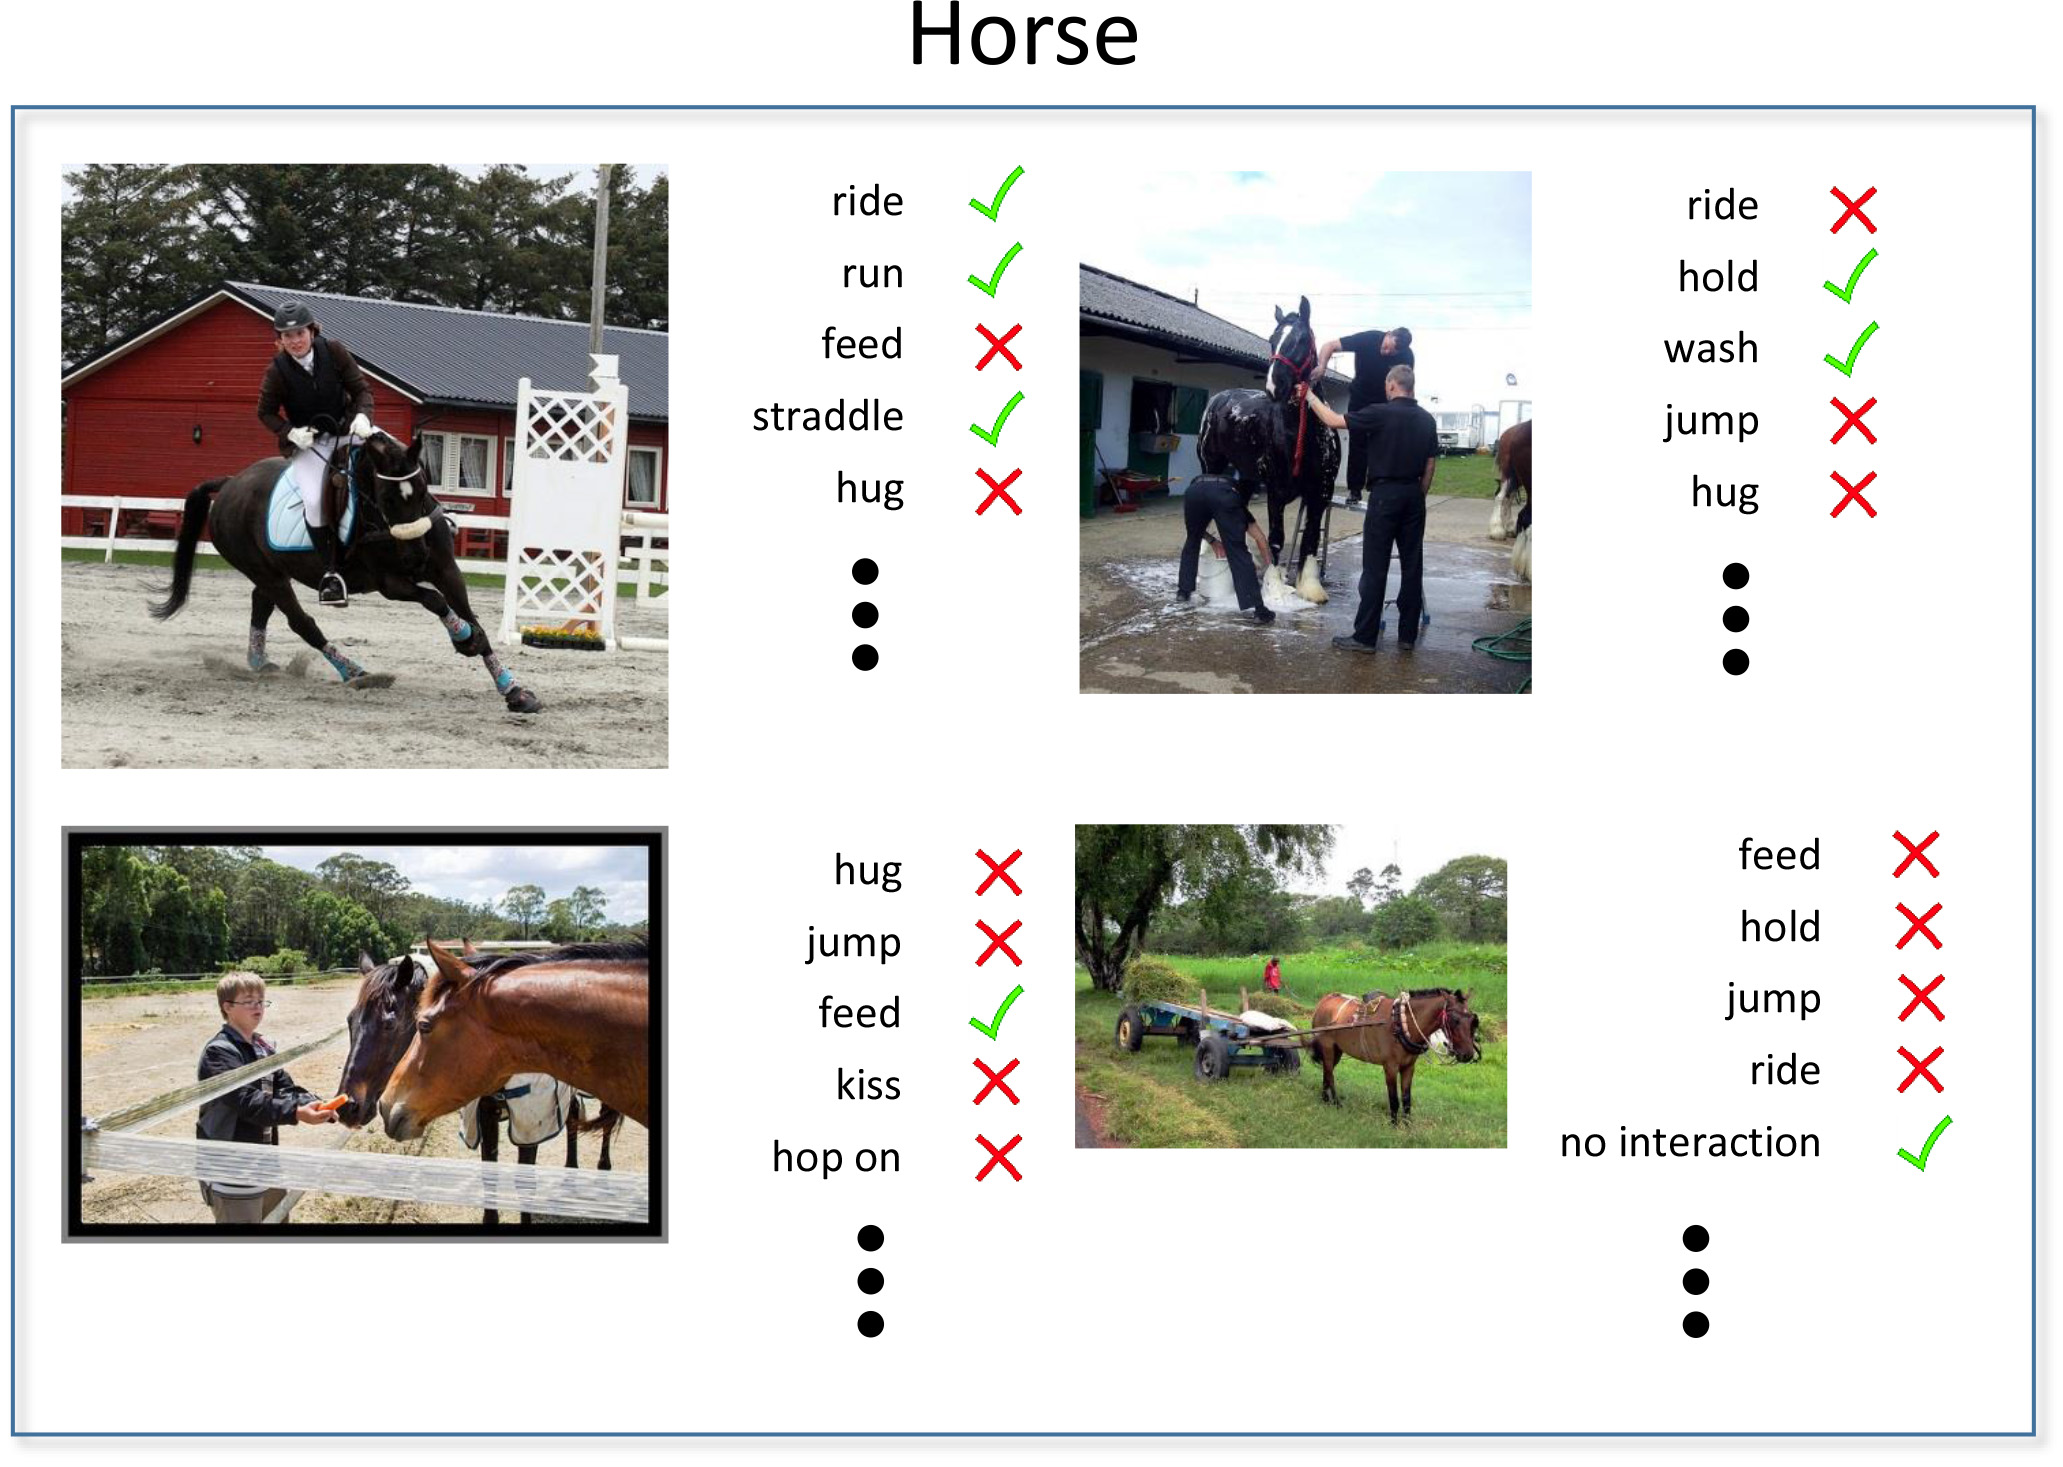 Horse
ride
run
feed
straddle
hug
ride
hold
wash
jump
hug
hug
jump
feed
kiss
hop on
feed
hold
jump
ride
no interaction